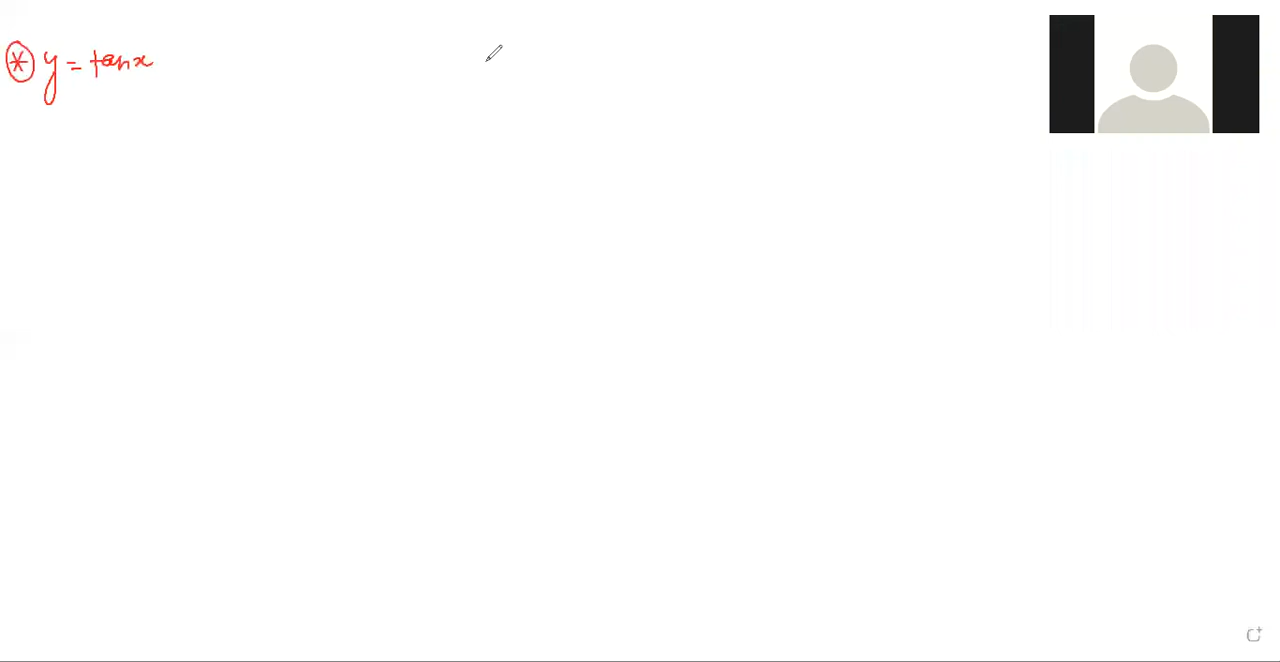 * y = tanx